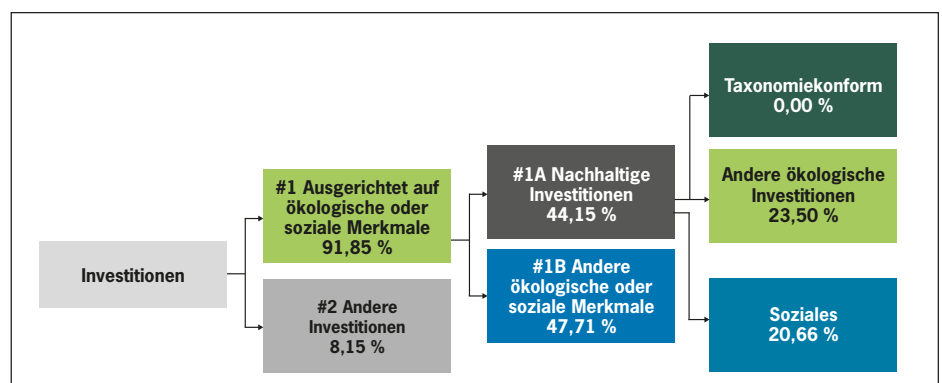 Investitionen
#1 Ausgerichtet auf
ökologische oder
soziale Merkmale
91,85 %
#2 Andere
Investitionen
8,15 %
#1A Nachhaltige
Investitionen
44,15 %
#1B Andere
ökologische oder
soziale Merkmale
47,71 %
Taxonomiekonform
0,00 %
Andere ökologische
Investitionen
23,50 %
Soziales
20,66 %